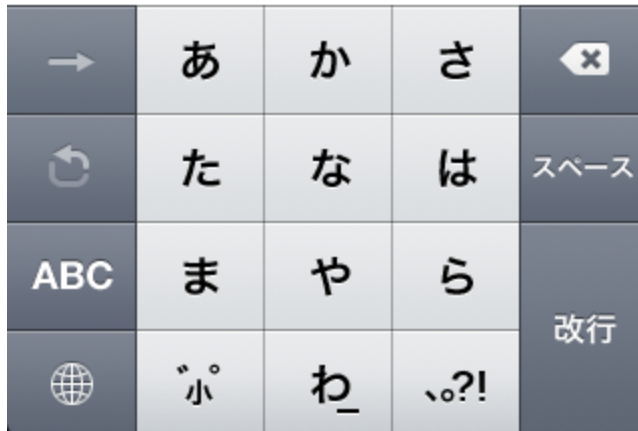 → あ か さ
た な は スペース
ABC ま や ら
改行
゛小゜ わ_ 、。?!